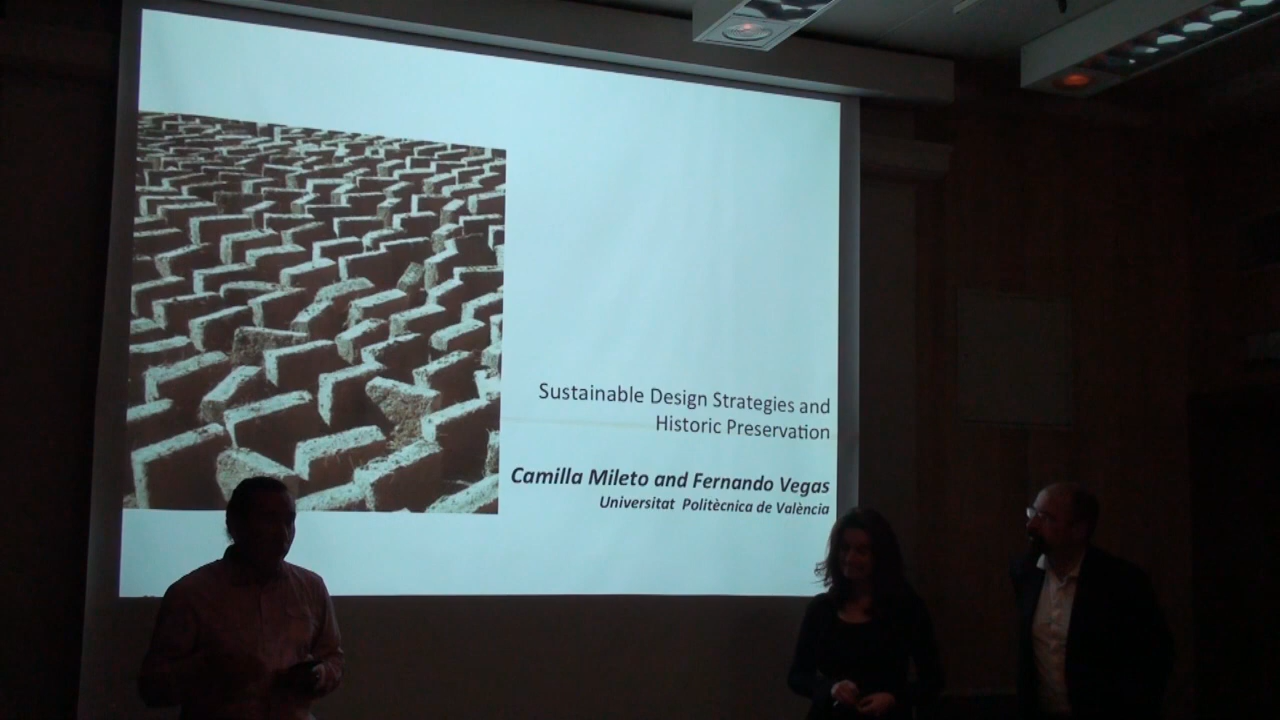 Sustainable Design Strategies and
Historic Preservation
Camilla Mileto and Fernando Vegas
Universitat Politècnica de València